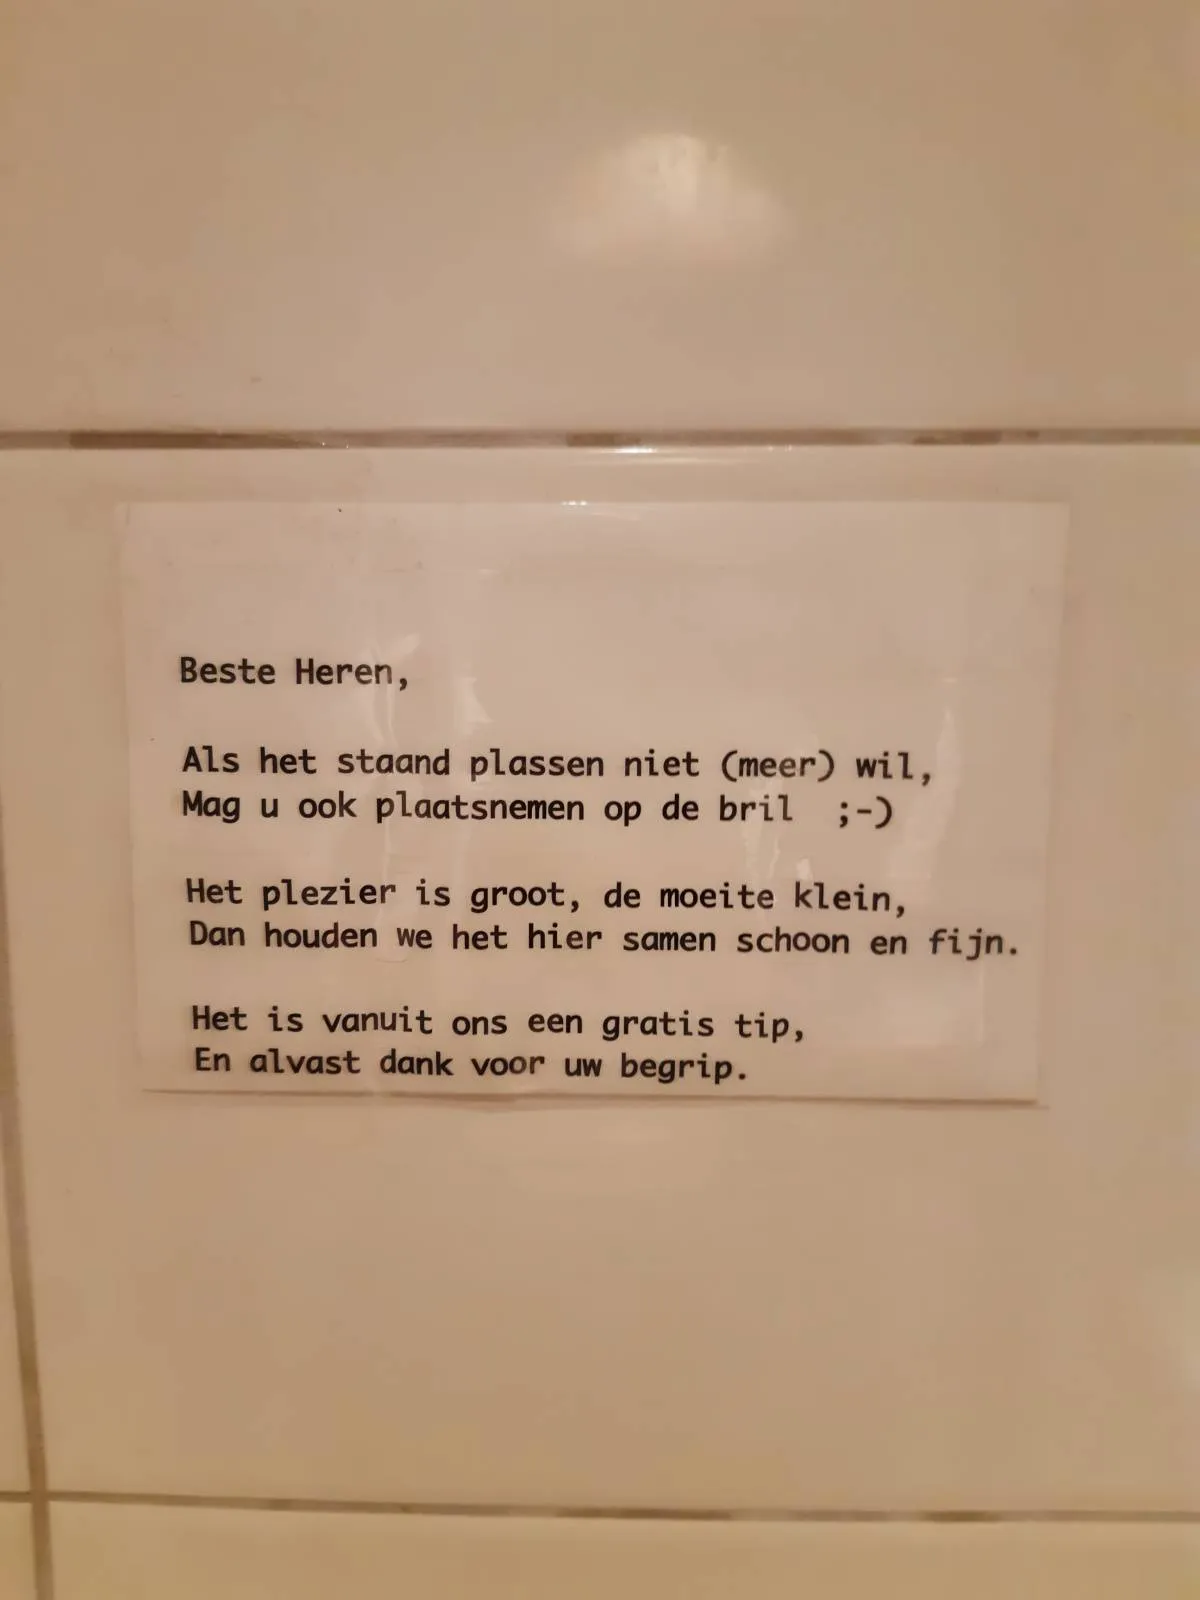 Beste Heren,
Als het staand plassen niet (meer) wil,
Mag u ook plaatsnemen op de bril ;-)
Het plezier is groot, de moeite klein,
Dan houden we het hier samen schoon en fijn.
Het is vanuit ons een gratis tip,
En alvast dank voor uw begrip.